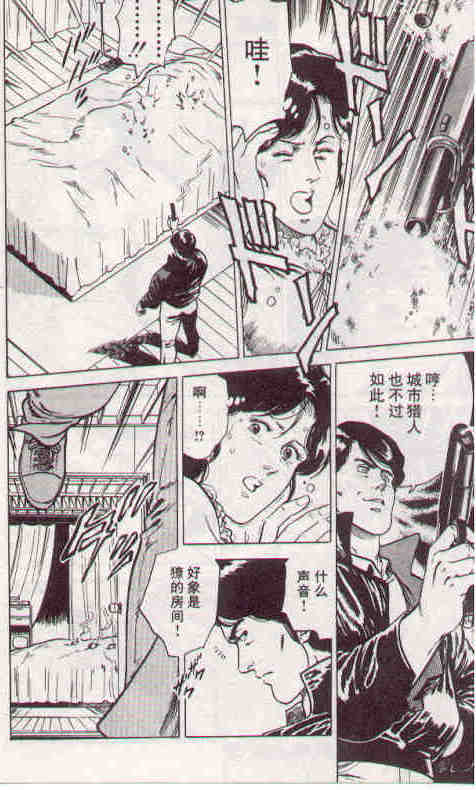 哇！
……
……
哼…
城市猎人
也不过
如此！
啊……!?
什么
声音！
好象是
獠的房间！